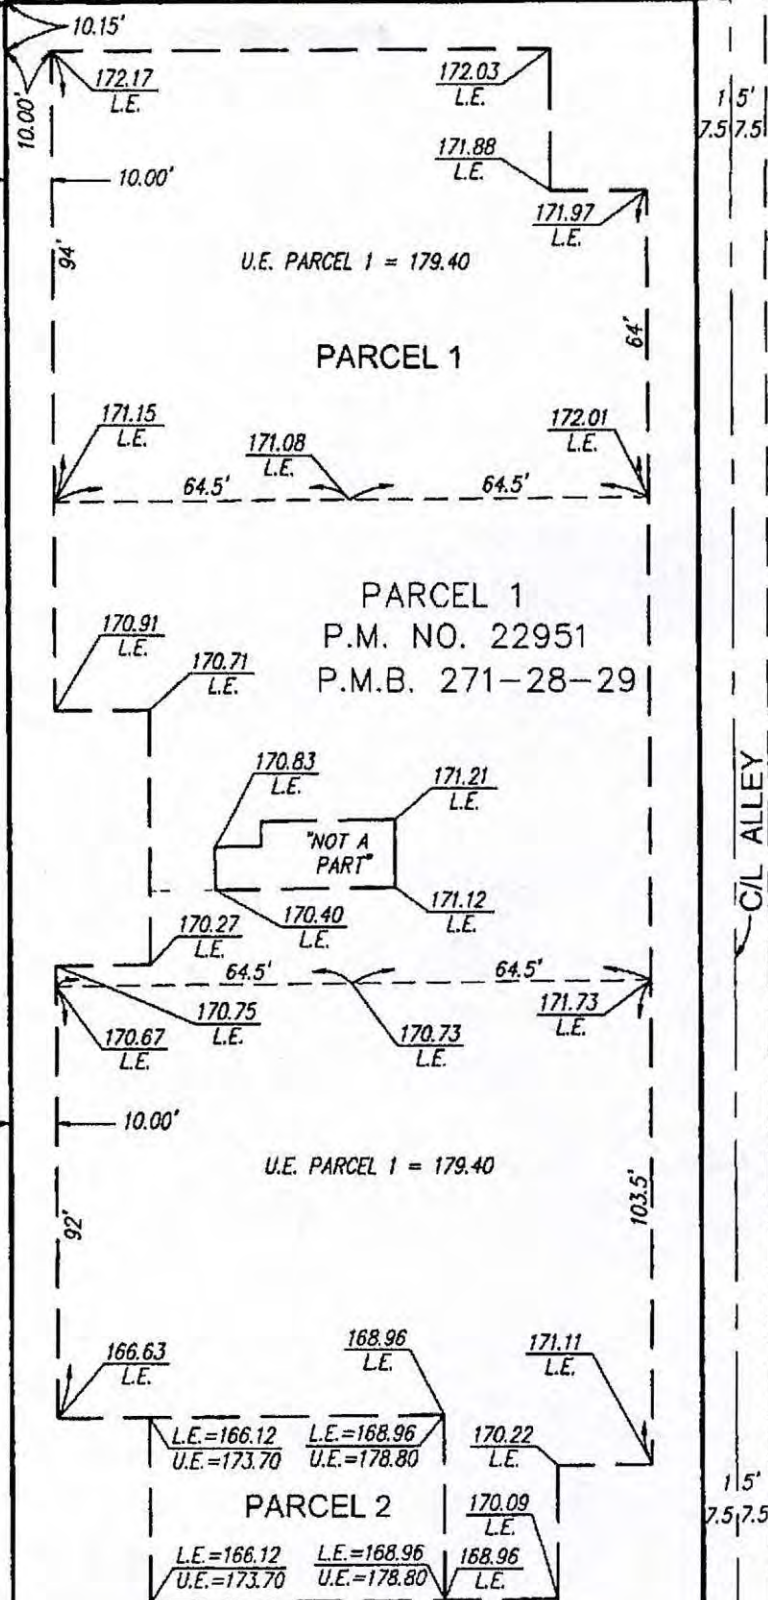 10.15'
10.00'
172.17
L.E.
172.03
L.E.
15'
7.5 7.5
171.88
L.E.
10.00'
171.97
L.E.
94'
U.E. PARCEL 1 = 179.40
64'
PARCEL 1
171.15
L.E.
171.08
L.E.
172.01
L.E.
64.5'
64.5'
PARCEL 1
P.M. NO. 22951
P.M.B. 271-28-29
170.91
L.E.
170.71
L.E.
170.83
L.E.
171.21
L.E.
"NOT A
PART"
C/L ALLEY
170.27
L.E.
170.40
L.E.
171.12
L.E.
64.5'
64.5'
170.67
L.E.
170.75
L.E.
170.73
L.E.
171.73
L.E.
10.00'
U.E. PARCEL 1 = 179.40
92'
103.5'
166.63
L.E.
168.96
L.E.
171.11
L.E.
L.E.=166.12
U.E.=173.70
L.E.=168.96
U.E.=178.80
170.22
L.E.
PARCEL 2
170.09
L.E.
15'
7.5 7.5
L.E.=166.12
U.E.=173.70
L.E.=168.96
U.E.=178.80
168.96
L.E.